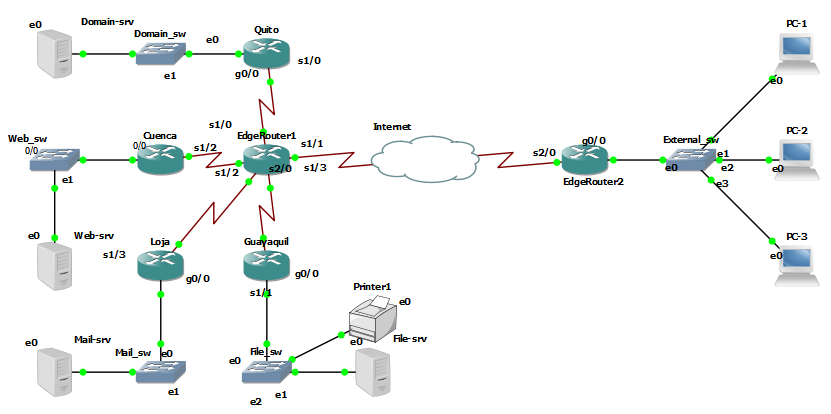 e0
Domain-srv
Domain_sw
e0
e1
Quito
s1/0
g0/0
PC-1
e0
Web_sw
0/0
e1
0/0
Cuenca
s1/0
s1/2
s1/2
EdgeRouter1
s1/1
s1/3
s2/0
Internet
s2/0
g0/0
EdgeRouter2
External_sw
e0
e1
e2
e3
PC-2
e0
PC-3
e0
e0
Web-srv
s1/3
Loja
g0/0
Guayaquil
g0/0
s1/1
Printer1
e0
e0
Mail-srv
Mail_sw
e0
e1
e0
File_sw
e2
e1
e0
File-srv